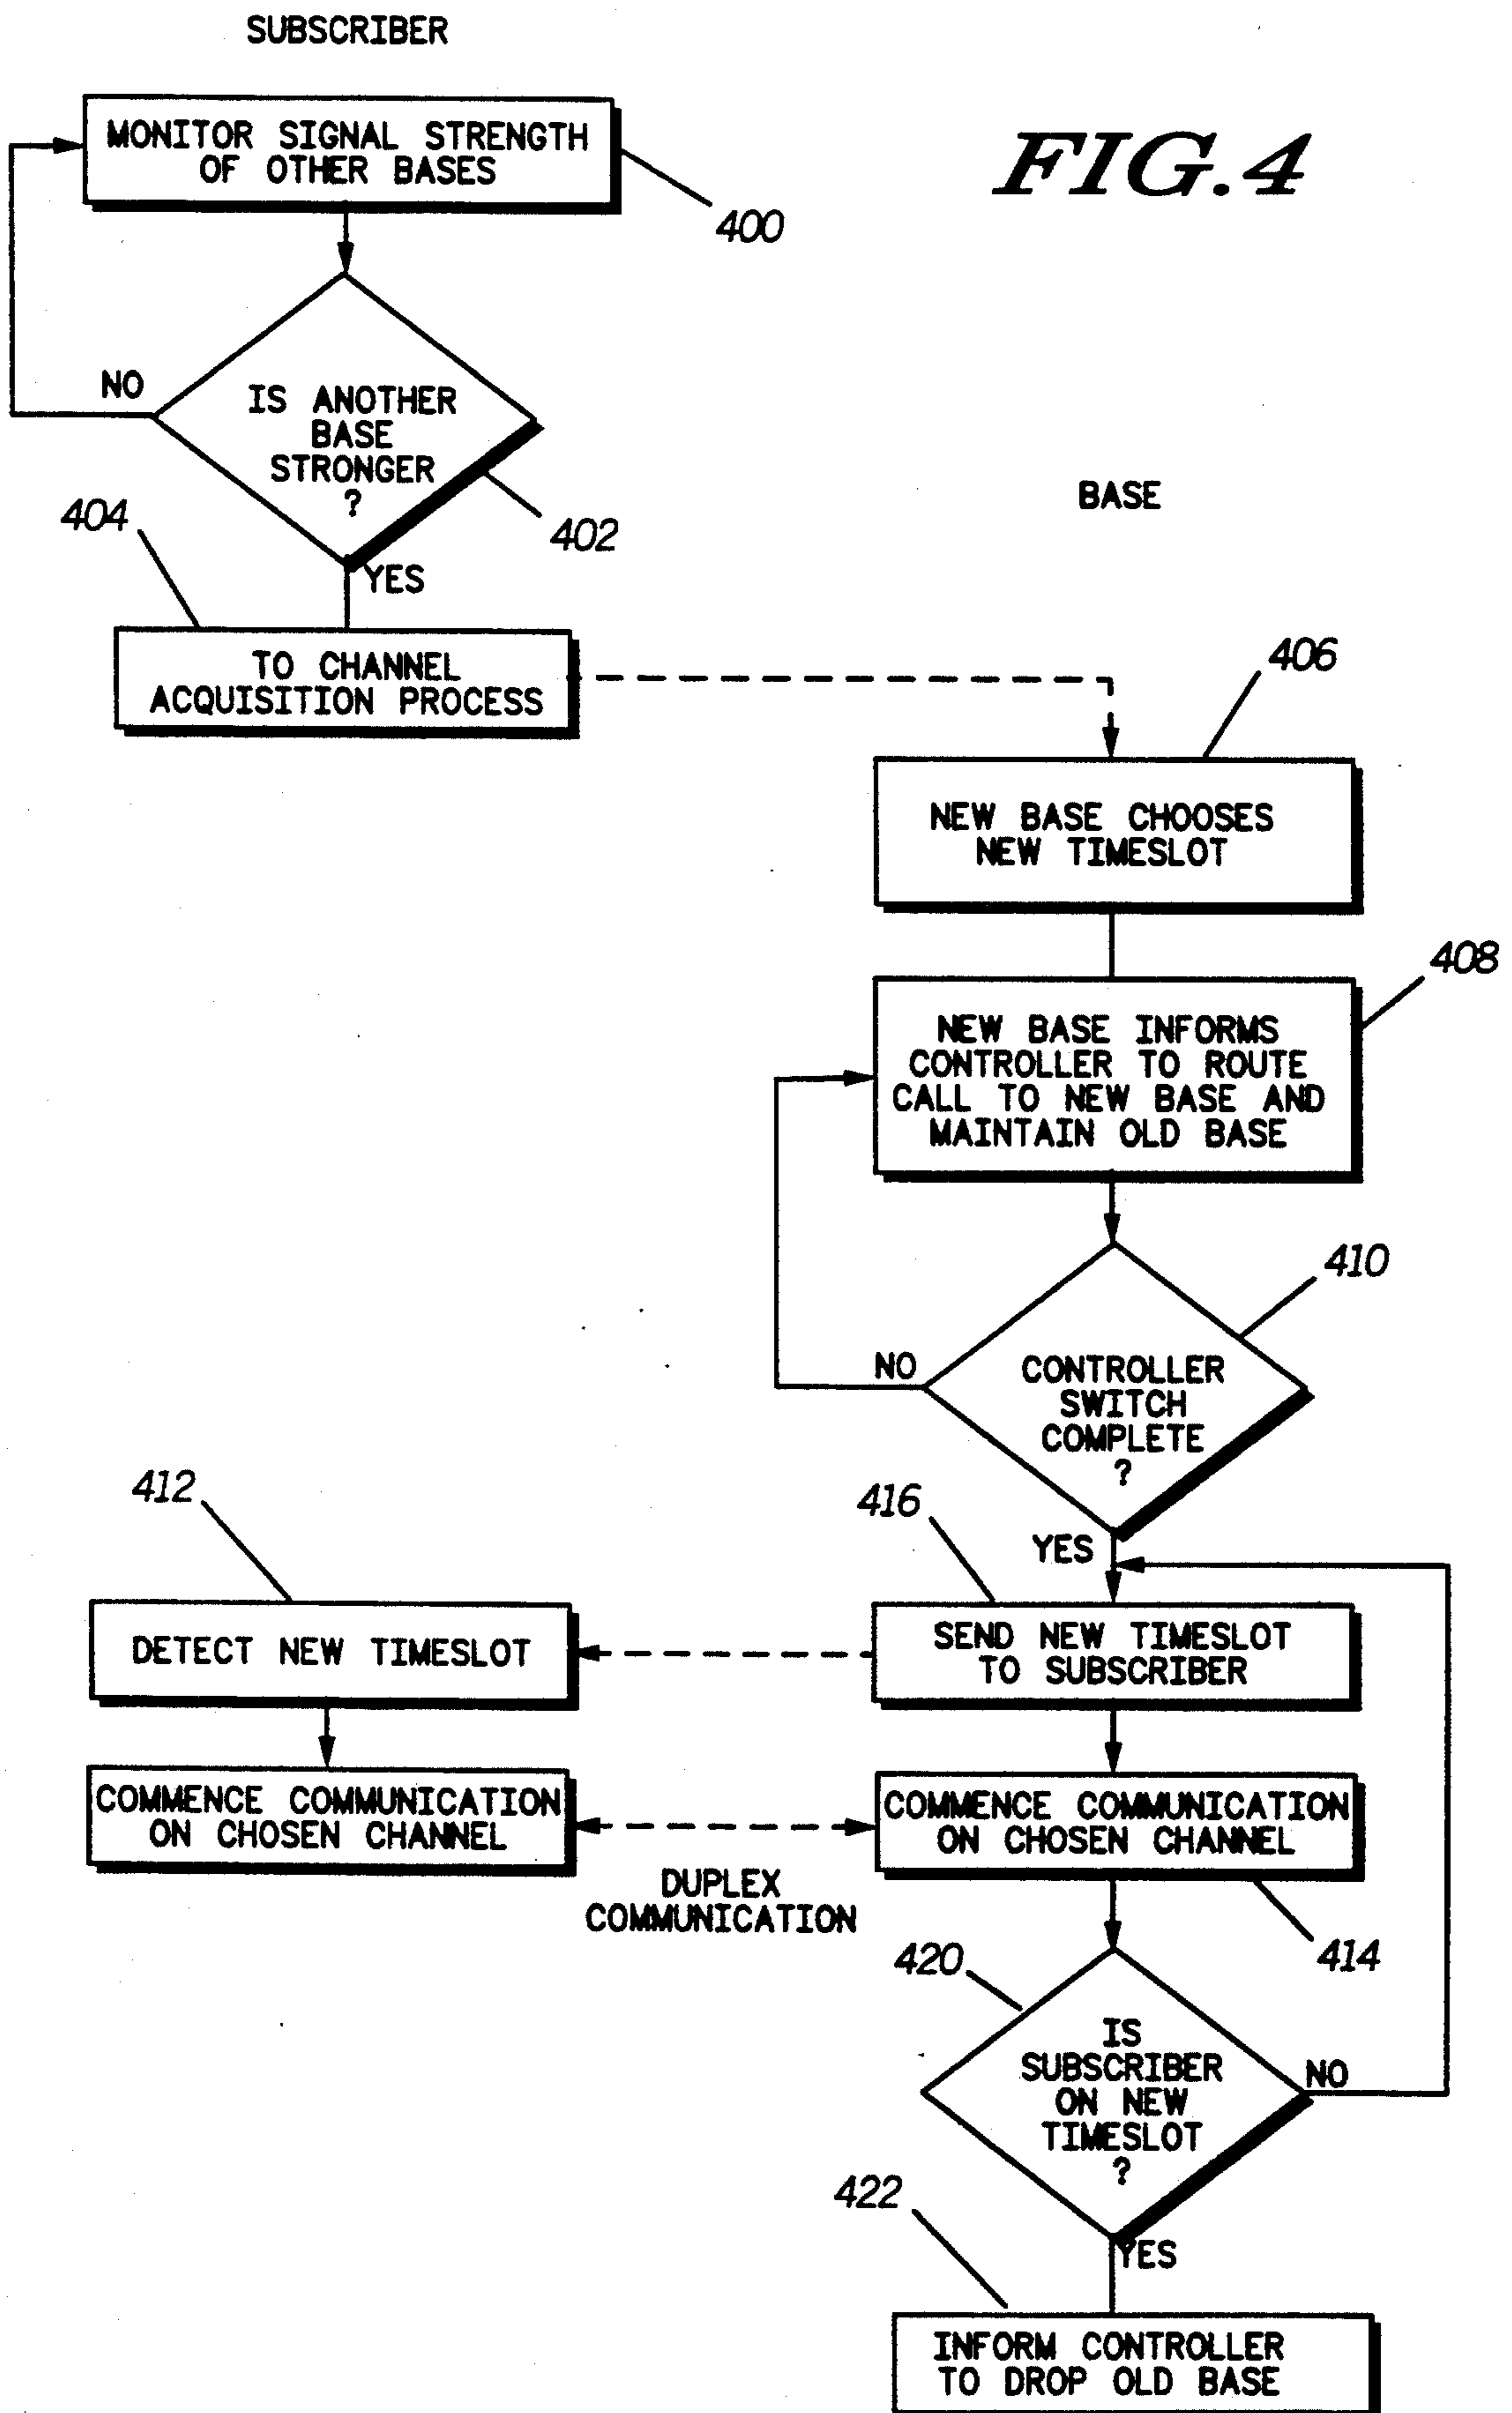 SUBSCRIBER
FIG.4
MONITOR SIGNAL STRENGTH
OF OTHER BASES
400
NO
IS ANOTHER
BASE
STRONGER
?
402
YES
404
TO CHANNEL
ACQUISITION PROCESS
BASE
406
NEW BASE CHOOSES
NEW TIMESLOT
408
NEW BASE INFORMS
CONTROLLER TO ROUTE
CALL TO NEW BASE AND
MAINTAIN OLD BASE
410
NO
CONTROLLER
SWITCH
COMPLETE
?
YES
412
416
DETECT NEW TIMESLOT
SEND NEW TIMESLOT
TO SUBSCRIBER
COMMENCE COMMUNICATION
ON CHOSEN CHANNEL
COMMENCE COMMUNICATION
ON CHOSEN CHANNEL
DUPLEX
COMMUNICATION
414
420
IS
SUBSCRIBER
ON NEW
TIMESLOT
?
NO
YES
422
INFORM CONTROLLER
TO DROP OLD BASE